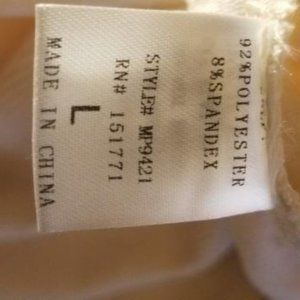 92%POLYESTER
8%SPANDEX
STYLE# MP9421
RN# 151771
L
MADE IN CHINA